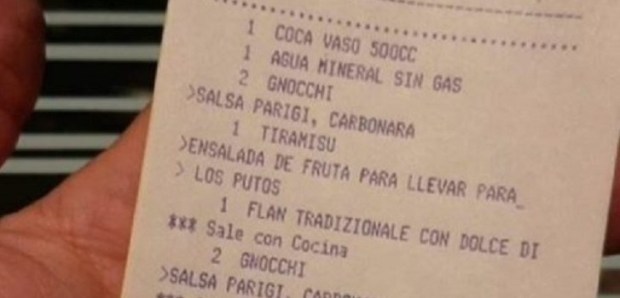 1 COCA VASO 500CC
1 AGUA MINERAL SIN GAS
2 GNOCCHI
>SALSA PARIGI, CARBONARA
1 TIRAMISU
>ENSALADA DE FRUTA PARA LLEVAR PARA_
> LOS PUTOS
1 FLAN TRADIZIONALE CON DOLCE DI
*** Sale con Cocina
2 GNOCCHI
>SALSA PARIGI,